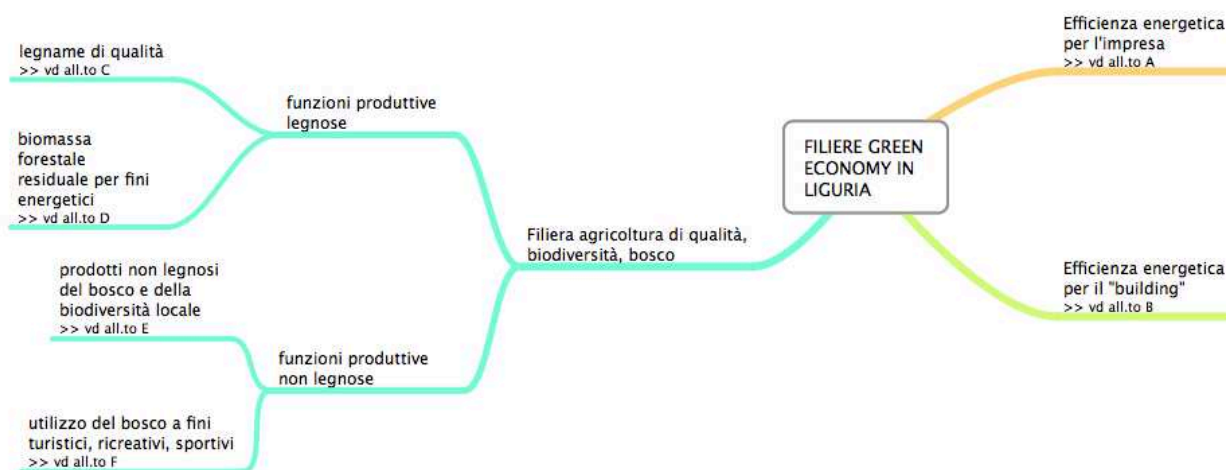 legname di qualità
>> vd all.to C
biomassa
forestale
residuale per fini
energetici
>> vd all.to D
funzioni produttive
legnose
prodotti non legnosi
del bosco e della
biodiversità locale
>> vd all.to E
utilizzo del bosco a fini
turistici, ricreativi, sportivi
>> vd all.to F
funzioni produttive
non legnose
Filiera agricoltura di qualità,
biodiversità, bosco
FILIERE GREEN
ECONOMY IN
LIGURIA
Efficienza energetica
per l'impresa
>> vd all.to A
Efficienza energetica
per il "building"
>> vd all.to B